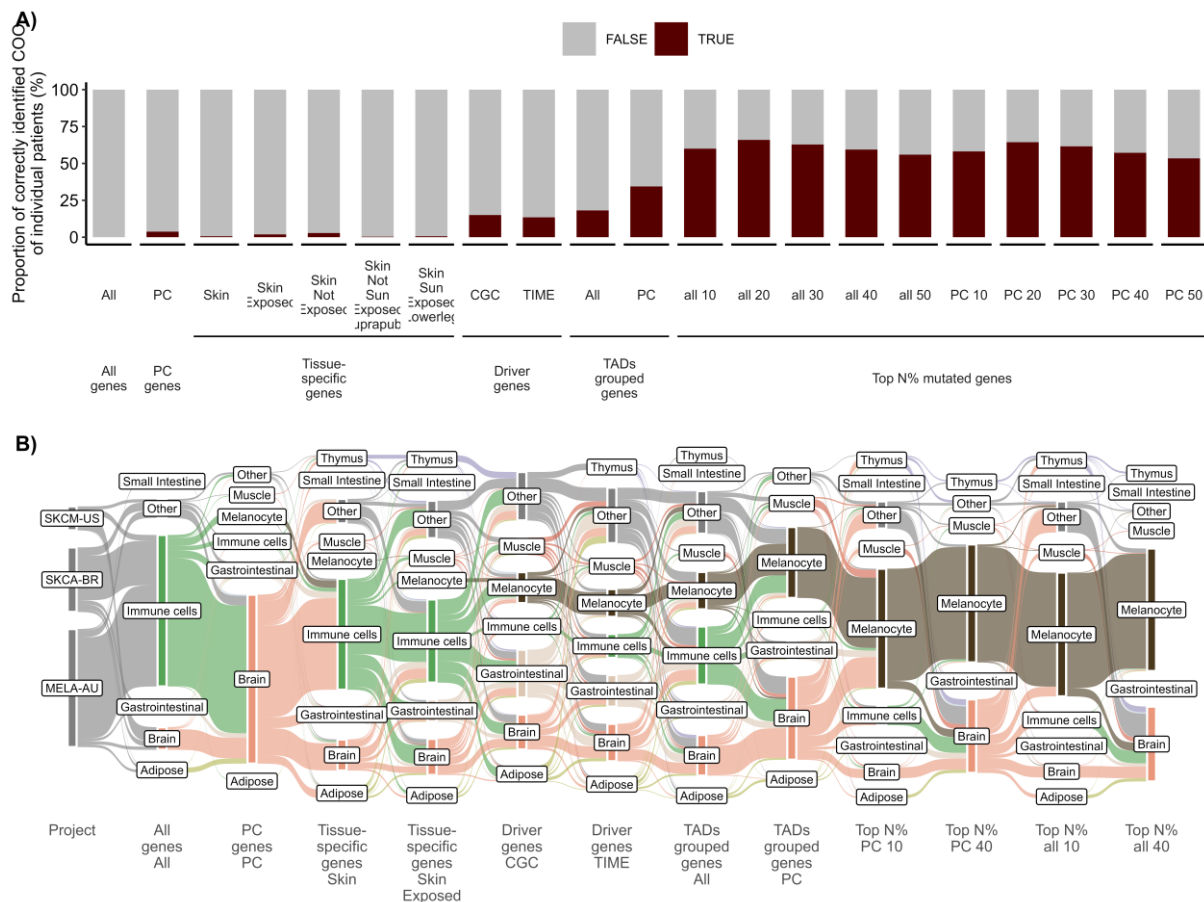 A)
Proportion of correctly identified COO
of individual patients (%)
FALSE TRUE
100
75
50
25
0
All PC Skin Skin Exposed Skin Not Exposed Skin Not Sun Exposed Skin Sun Exposed CGC TIME All PC all 10 all 20 all 30 all 40 all 50 PC 10 PC 20 PC 30 PC 40 PC 50
All genes PC genes Tissue-specific genes Driver genes TADs grouped genes Top N% mutated genes
B)
SKCM-US
SKCA-BR
MELA-AU
Small Intestine
Other
Immune cells
Gastrointestinal
Brain
Adipose
Other
Muscle
Melanocyte
Immune cells
Gastrointestinal
Brain
Adipose
Thymus
Small Intestine
Other
Muscle
Melanocyte
Immune cells
Gastrointestinal
Brain
Adipose
Thymus
Small Intestine
Other
Muscle
Melanocyte
Immune cells
Gastrointestinal
Brain
Adipose
Other
Muscle
Melanocyte
Immune cells
Gastrointestinal
Brain
Adipose
Thymus
Other
Muscle
Melanocyte
Immune cells
Gastrointestinal
Brain
Adipose
Thymus
Small Intestine
Other
Muscle
Melanocyte
Immune cells
Gastrointestinal
Brain
Adipose
Other
Muscle
Melanocyte
Immune cells
Gastrointestinal
Brain
Adipose
Thymus
Small Intestine
Other
Muscle
Melanocyte
Immune cells
Gastrointestinal
Brain
Adipose
Thymus
Other
Muscle
Melanocyte
Gastrointestinal
Brain
Thymus
Small Intestine
Other
Muscle
Melanocyte
Immune cells
Gastrointestinal
Brain
Adipose
Thymus
Small Intestine
Other
Muscle
Melanocyte
Gastrointestinal
Brain
Project
All
genes
All
PC
genes
PC
Tissue-
specific
genes
Skin
Tissue-
specific
genes
Skin
Exposed
Driver
genes
CGC
Driver
genes
TIME
TADs
grouped
genes
All
TADs
grouped
genes
PC
Top N%
PC 10
Top N%
PC 40
Top N%
all 10
Top N%
all 40